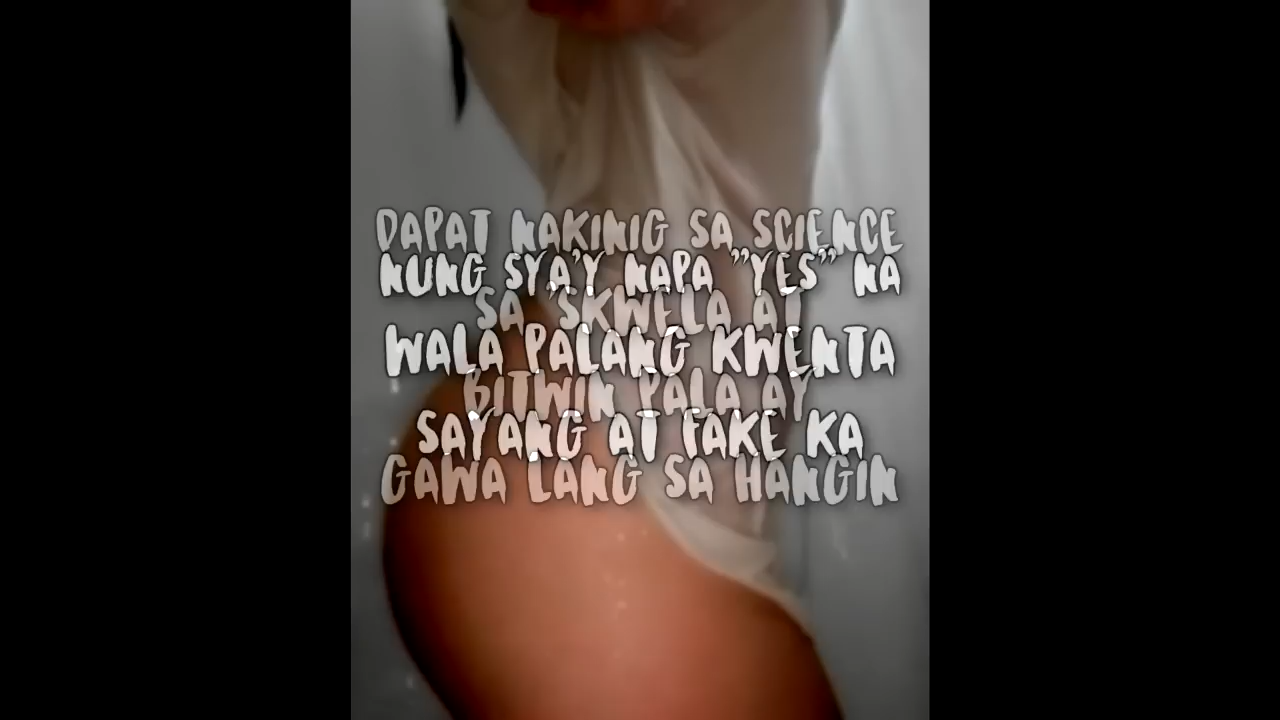 DAPAT NAKINIG SA SCIENCE
NUNG SYA'Y NAPA "YES" NA
SA 'SKWELA AT
WALA PALANG KWENTA
BITWIN PALA AY
SAYANG AT FAKE KA
GAWA LANG SA HANGIN